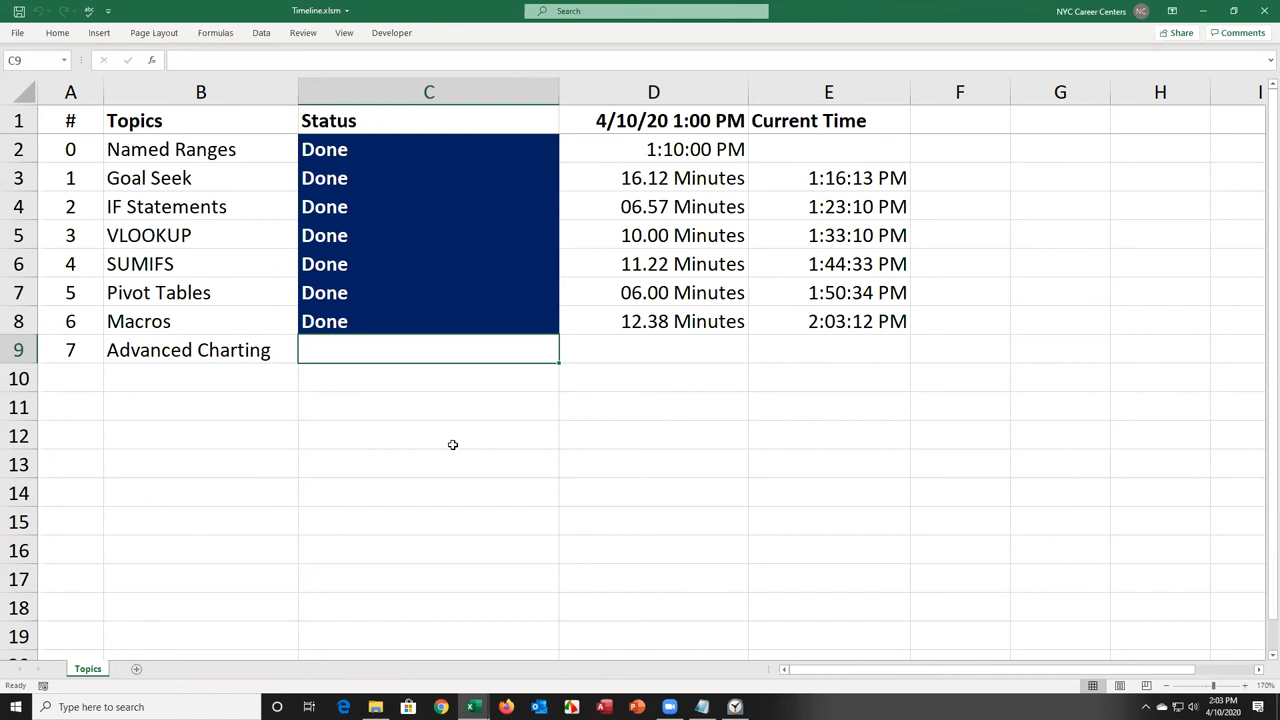 Timeline.xlsm
Search
NYC Career Centers
NC
File Home Insert Page Layout Formulas Data Review View Developer
Share Comments
C9
fx
A B C D E F G H I
1 # Topics Status 4/10/20 1:00 PM Current Time
2 0 Named Ranges Done 1:10:00 PM
3 1 Goal Seek Done 16.12 Minutes 1:16:13 PM
4 2 IF Statements Done 06.57 Minutes 1:23:10 PM
5 3 VLOOKUP Done 10.00 Minutes 1:33:10 PM
6 4 SUMIFS Done 11.22 Minutes 1:44:33 PM
7 5 Pivot Tables Done 06.00 Minutes 1:50:34 PM
8 6 Macros Done 12.38 Minutes 2:03:12 PM
9 7 Advanced Charting
10
11
12
13
14
15
16
17
18
19
Topics
Ready
170%
Type here to search
2:03 PM
4/10/2020